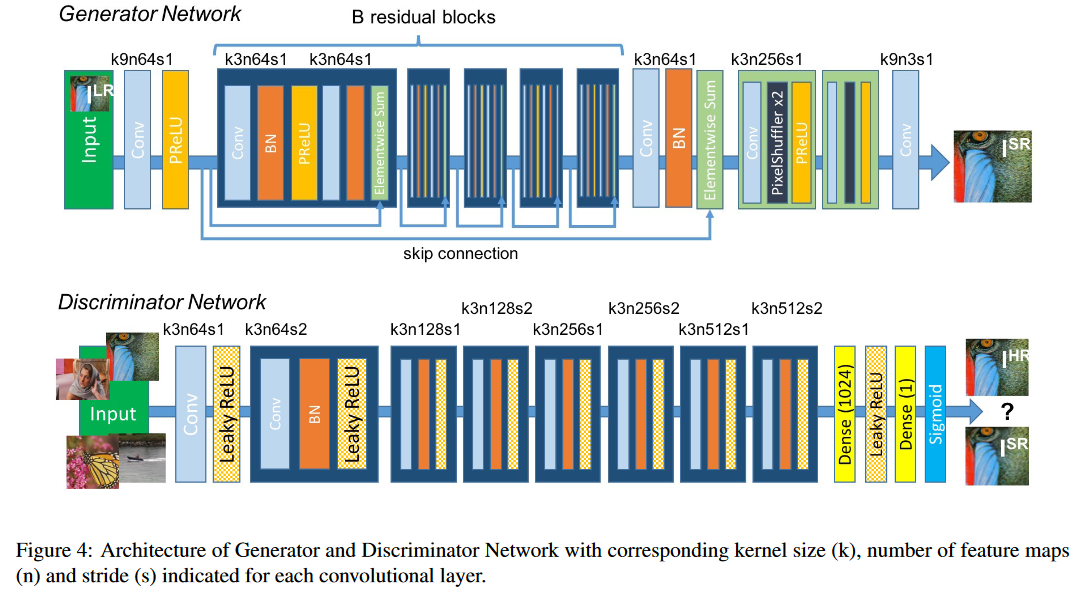 Generator Network
B residual blocks
k9n64s1
k3n64s1
k3n64s1
k3n64s1
k3n256s1
k9n3s1
Input
I^LR
Conv
PReLU
Conv
BN
PReLU
Elementwise Sum
Conv
BN
Elementwise Sum
Conv
PixelShuffler x2
PReLU
Conv
I^SR
skip connection
Discriminator Network
k3n64s1
k3n64s2
k3n128s1
k3n128s2
k3n256s1
k3n256s2
k3n512s1
k3n512s2
Input
Conv
Leaky ReLU
Conv
BN
Leaky ReLU
Dense (1024)
Leaky ReLU
Dense (1)
Sigmoid
I^HR
?
I^SR
Figure 4: Architecture of Generator and Discriminator Network with corresponding kernel size (k), number of feature maps
(n) and stride (s) indicated for each convolutional layer.